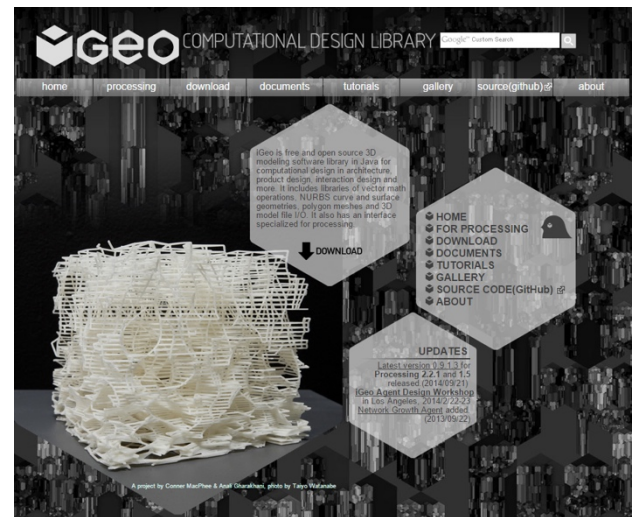 iGeo COMPUTATIONAL DESIGN LIBRARY
Google™ Custom Search
home processing download documents tutorials gallery source(github) about
iGeo is free and open source 3D
modeling software library in Java for
computational design in architecture,
product design, interaction design and
more. It includes libraries of vector math
operations, NURBS curve and surface
geometries, polygon meshes and 3D
model file I/O. It also has an interface
specialized for processing.
DOWNLOAD
HOME
FOR PROCESSING
DOWNLOAD
DOCUMENTS
TUTORIALS
GALLERY
SOURCE CODE(GitHub)
ABOUT
UPDATES
Latest version 0.9.1.3 for
Processing 2.2.1 and 1.5
released (2014/09/21)
IGeo Agent Design Workshop
in Los Angeles, 2014/2/22-23
Network Growth Agent added
(2013/09/22)
A project by Conner MacPhee & Anali Gharakhani, photo by Taiyo Watanabe